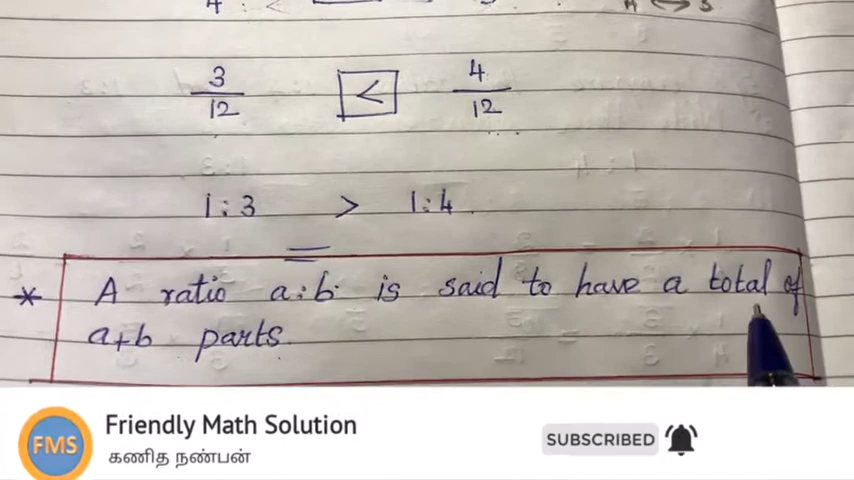 3/12 < 4/12
1:3 > 1:4
* A ratio a:b is said to have a total of
a+b parts
FMS
Friendly Math Solution
கணித நண்பன்
SUBSCRIBED